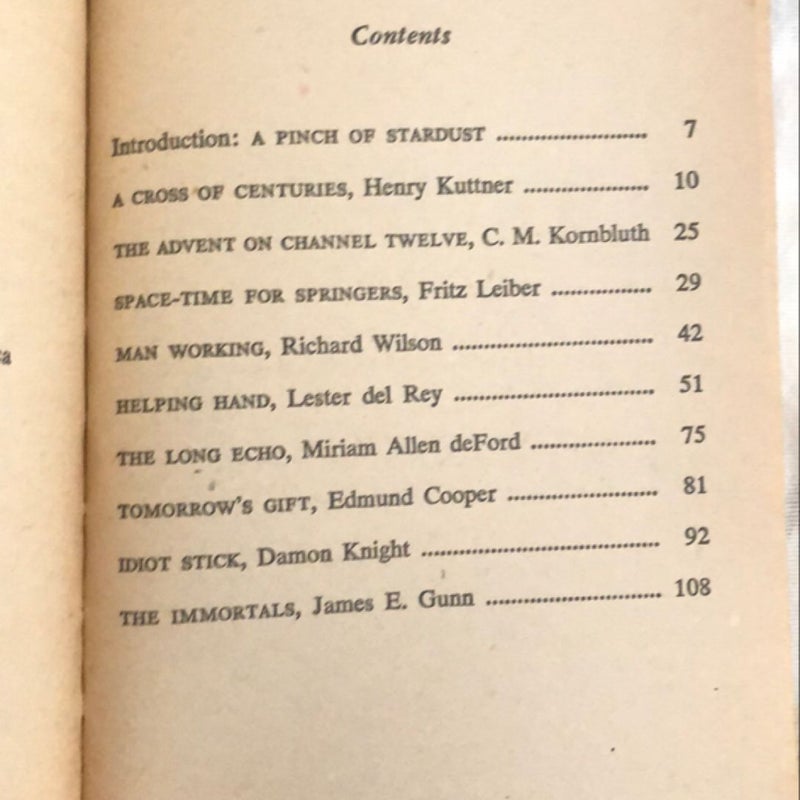 Contents
Introduction: A PINCH OF STARDUST ........................ 7
A CROSS OF CENTURIES, Henry Kuttner .................... 10
THE ADVENT ON CHANNEL TWELVE, C. M. Kornbluth 25
SPACE-TIME FOR SPRINGERS, Fritz Leiber ................ 29
MAN WORKING, Richard Wilson ................................ 42
HELPING HAND, Lester del Rey ................................ 51
THE LONG ECHO, Miriam Allen deFord .................... 75
TOMORROW'S GIFT, Edmund Cooper ........................ 81
IDIOT STICK, Damon Knight ...................................... 92
THE IMMORTALS, James E. Gunn ............................ 108